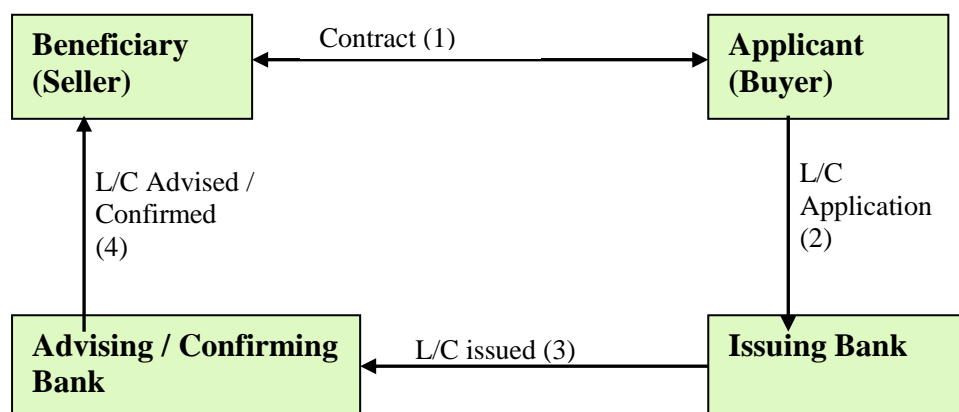 Beneficiary
(Seller)
Contract (1)
Applicant
(Buyer)
L/C Advised /
Confirmed
(4)
L/C
Application
(2)
Advising / Confirming
Bank
L/C issued (3)
Issuing Bank